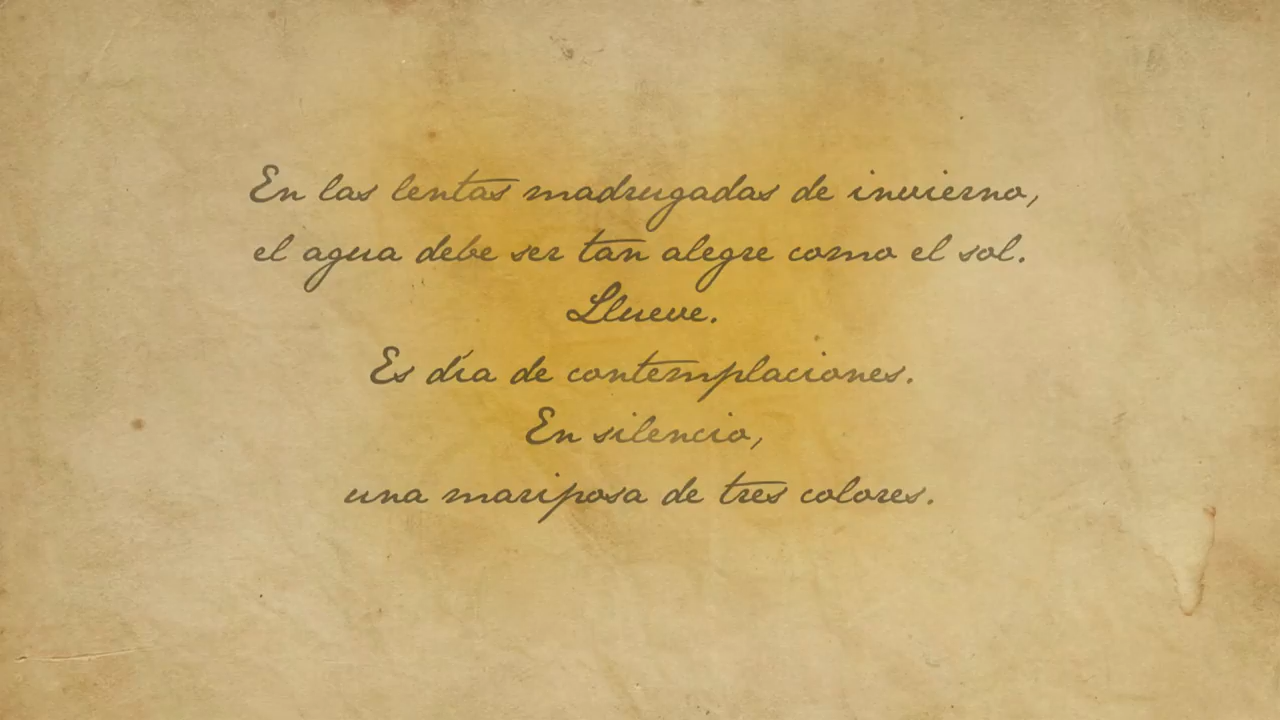 En las lentas madrugadas de invierno,
el agua debe ser tan alegre como el sol.
Llueve.
Es día de contemplaciones.
En silencio,
una mariposa de tres colores.